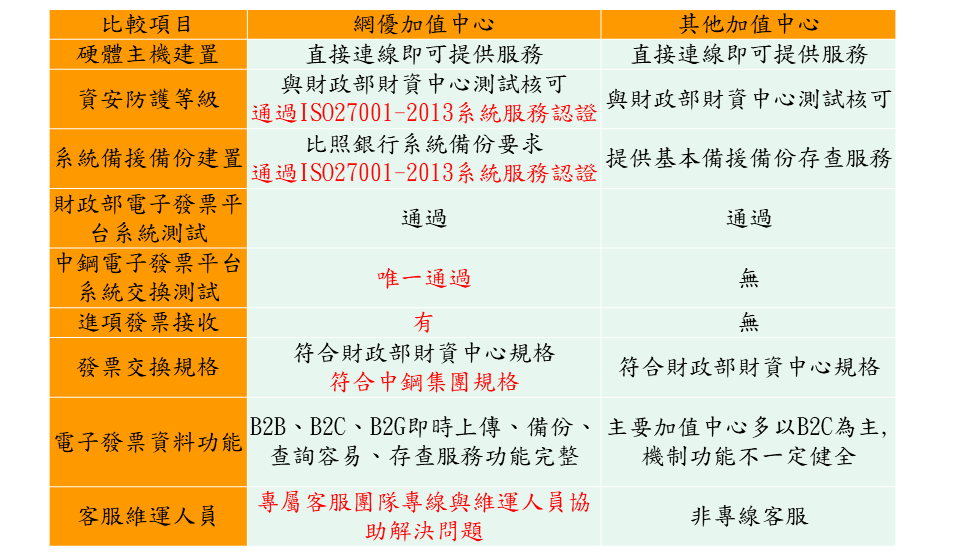 比較項目
網優加值中心
其他加值中心
硬體主機建置
直接連線即可提供服務
直接連線即可提供服務
資安防護等級
與財政部財資中心測試核可
通過ISO27001-2013系統服務認證
與財政部財資中心測試核可
系統備援備份建置
比照銀行系統備份要求
通過ISO27001-2013系統服務認證
提供基本備援備份存查服務
財政部電子發票平
台系統測試
通過
通過
中鋼電子發票平台
系統交換測試
唯一通過
無
進項發票接收
有
無
發票交換規格
符合財政部財資中心規格
符合中鋼集團規格
符合財政部財資中心規格
電子發票資料功能
B2B、B2C、B2G即時上傳、備份、
查詢容易、存查服務功能完整
主要加值中心多以B2C為主,
機制功能不一定健全
客服維運人員
專屬客服團隊專線與維運人員協
助解決問題
非專線客服